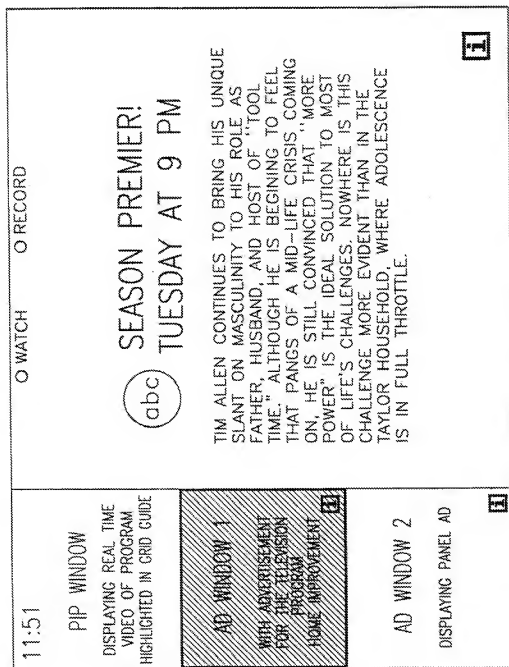 11:51
PIP WINDOW
DISPLAYING REAL TIME
VIDEO OF PROGRAM
HIGHLIGHTED IN GRID GUIDE
AD WINDOW 1
WITH ADVERTISEMENT
FOR THE TELEVISION
PROGRAM
HOME IMPROVEMENT
i
AD WINDOW 2
DISPLAYING PANEL AD
i
WATCH
RECORD
abc
SEASON PREMIER!
TUESDAY AT 9 PM
TIM ALLEN CONTINUES TO BRING HIS UNIQUE
SLANT ON MASCULINITY TO HIS ROLE AS
FATHER, HUSBAND, AND HOST OF "TOOL
TIME." ALTHOUGH HE IS BEGINING TO FEEL
THAT PANGS OF A MID-LIFE CRISIS COMING
ON, HE IS STILL CONVINCED THAT "MORE
POWER" IS THE IDEAL SOLUTION TO MOST
OF LIFE'S CHALLENGES. NOWHERE IS THIS
CHALLENGE MORE EVIDENT THAN IN THE
TAYLOR HOUSEHOLD, WHERE ADOLESCENCE
IS IN FULL THROTTLE.
i